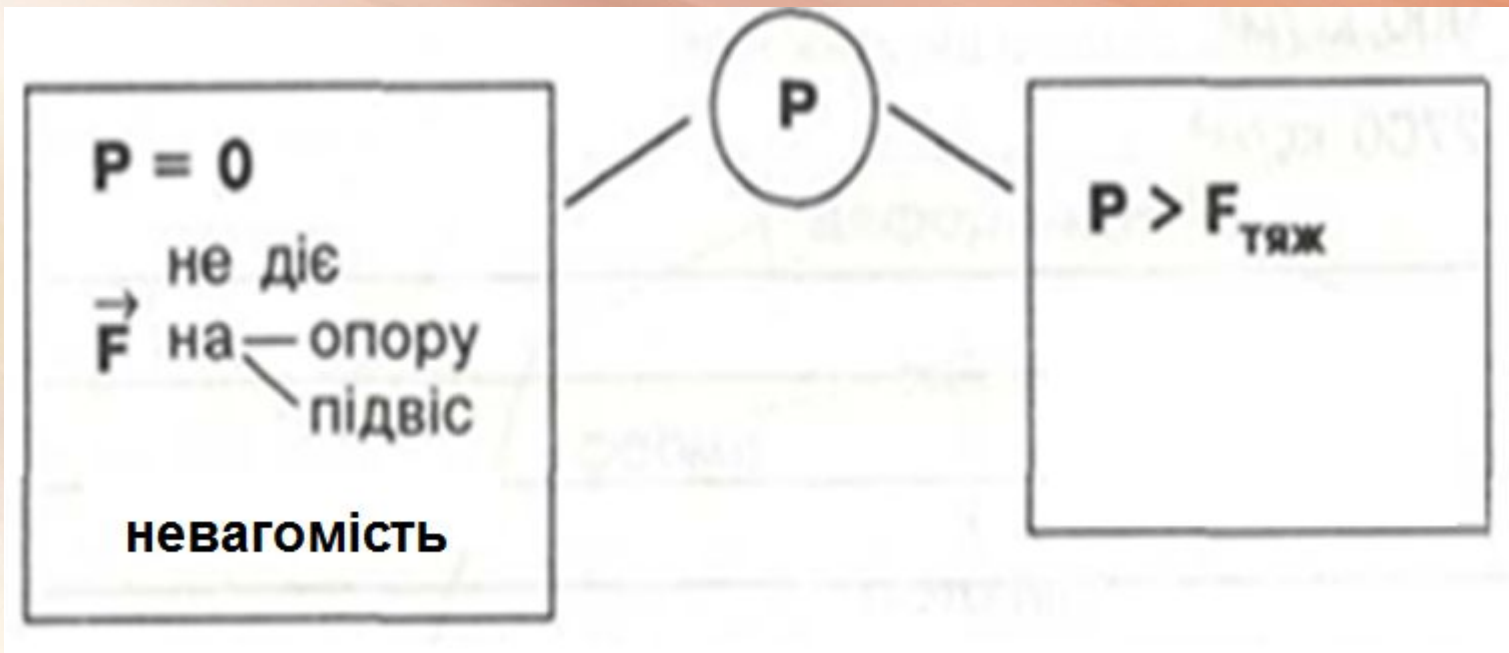 P
P = 0
не діє
F на — опору
підвіс
невагомість
P > Fтяж